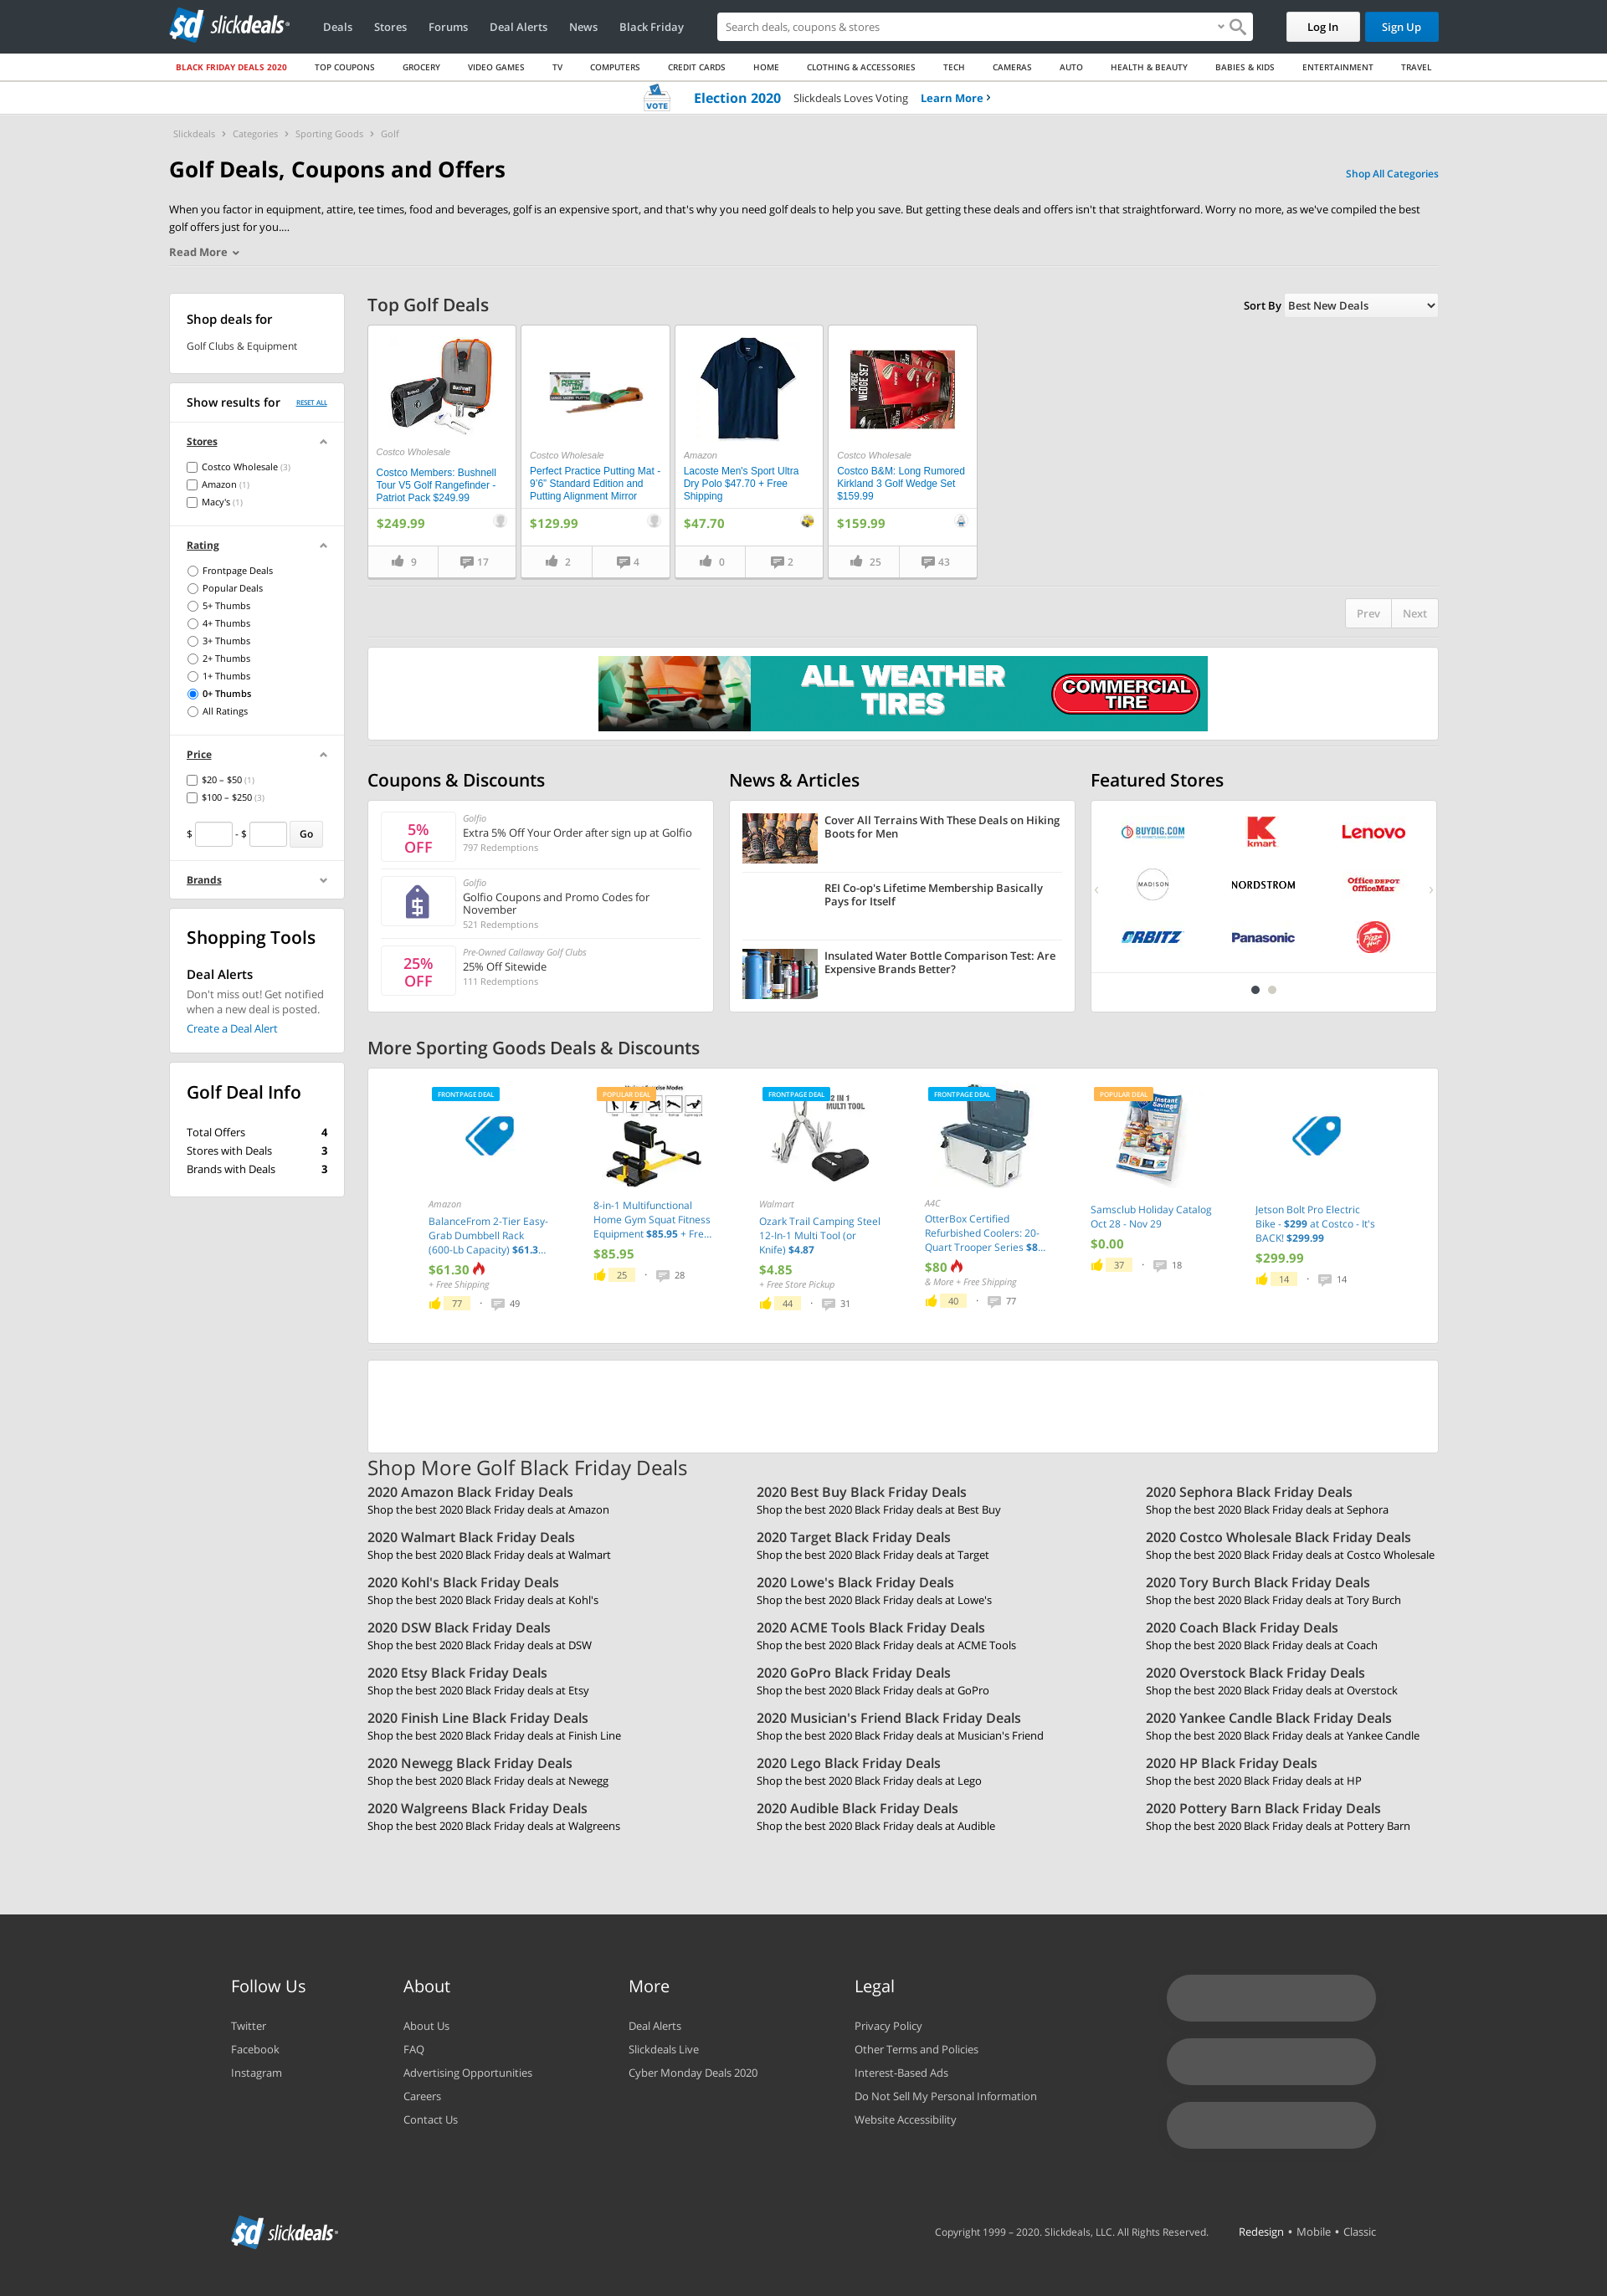 slickdeals
Deals Stores Forums Deal Alerts News Black Friday
Search deals, coupons & stores
Log In
Sign Up
BLACK FRIDAY DEALS 2020 TOP COUPONS GROCERY VIDEO GAMES TV COMPUTERS CREDIT CARDS HOME CLOTHING & ACCESSORIES TECH CAMERAS AUTO HEALTH & BEAUTY BABIES & KIDS ENTERTAINMENT TRAVEL
VOTE Election 2020 Slickdeals Loves Voting Learn More ›
Slickdeals › Categories › Sporting Goods › Golf
Golf Deals, Coupons and Offers
Shop All Categories
When you factor in equipment, attire, tee times, food and beverages, golf is an expensive sport, and that's why you need golf deals to help you save. But getting these deals and offers isn't that straightforward. Worry no more, as we've compiled the best
golf offers just for you....
Read More
Shop deals for
Golf Clubs & Equipment
Show results for RESET ALL
Stores
Costco Wholesale (3)
Amazon (1)
Macy's (1)
Rating
Frontpage Deals
Popular Deals
5+ Thumbs
4+ Thumbs
3+ Thumbs
2+ Thumbs
1+ Thumbs
0+ Thumbs
All Ratings
Price
$20 – $50 (1)
$100 – $250 (3)
$ - $ Go
Brands
Shopping Tools
Deal Alerts
Don't miss out! Get notified
when a new deal is posted.
Create a Deal Alert
Golf Deal Info
Total Offers 4
Stores with Deals 3
Brands with Deals 3
Top Golf Deals
Sort By Best New Deals
Costco Wholesale
Costco Members: Bushnell
Tour V5 Golf Rangefinder -
Patriot Pack $249.99
$249.99
9 17
Costco Wholesale
Perfect Practice Putting Mat -
9'6" Standard Edition and
Putting Alignment Mirror
$129.99
2 4
Amazon
Lacoste Men's Sport Ultra
Dry Polo $47.70 + Free
Shipping
$47.70
0 2
3-PIECE
WEDGE SET
Costco Wholesale
Costco B&M: Long Rumored
Kirkland 3 Golf Wedge Set
$159.99
$159.99
25 43
Prev Next
ALL WEATHER
TIRES
COMMERCIAL
TIRE
Coupons & Discounts
5%
OFF
Golfio
Extra 5% Off Your Order after sign up at Golfio
797 Redemptions
Golfio
Golfio Coupons and Promo Codes for
November
521 Redemptions
25%
OFF
Pre-Owned Callaway Golf Clubs
25% Off Sitewide
111 Redemptions
News & Articles
Cover All Terrains With These Deals on Hiking
Boots for Men
REI Co-op's Lifetime Membership Basically
Pays for Itself
Insulated Water Bottle Comparison Test: Are
Expensive Brands Better?
Featured Stores
BUYDIG.COM kmart Lenovo
MADISON NORDSTROM Office DEPOT
OfficeMax
ORBITZ Panasonic Pizza Hut
More Sporting Goods Deals & Discounts
FRONTPAGE DEAL
Amazon
BalanceFrom 2-Tier Easy-
Grab Dumbbell Rack
(600-Lb Capacity) $61.3...
$61.30
+ Free Shipping
77 · 49
POPULAR DEAL
8-in-1 Multifunctional
Home Gym Squat Fitness
Equipment $85.95 + Fre...
$85.95
25 · 28
FRONTPAGE DEAL
12 IN 1
MULTI TOOL
Walmart
Ozark Trail Camping Steel
12-In-1 Multi Tool (or
Knife) $4.87
$4.85
+ Free Store Pickup
44 · 31
FRONTPAGE DEAL
A4C
OtterBox Certified
Refurbished Coolers: 20-
Quart Trooper Series $8...
$80
& More + Free Shipping
40 · 77
POPULAR DEAL
Instant
Savings
Samsclub Holiday Catalog
Oct 28 - Nov 29
$0.00
37 · 18
Jetson Bolt Pro Electric
Bike - $299 at Costco - It's
BACK! $299.99
$299.99
14 · 14
Shop More Golf Black Friday Deals
2020 Amazon Black Friday Deals
Shop the best 2020 Black Friday deals at Amazon
2020 Best Buy Black Friday Deals
Shop the best 2020 Black Friday deals at Best Buy
2020 Sephora Black Friday Deals
Shop the best 2020 Black Friday deals at Sephora
2020 Walmart Black Friday Deals
Shop the best 2020 Black Friday deals at Walmart
2020 Target Black Friday Deals
Shop the best 2020 Black Friday deals at Target
2020 Costco Wholesale Black Friday Deals
Shop the best 2020 Black Friday deals at Costco Wholesale
2020 Kohl's Black Friday Deals
Shop the best 2020 Black Friday deals at Kohl's
2020 Lowe's Black Friday Deals
Shop the best 2020 Black Friday deals at Lowe's
2020 Tory Burch Black Friday Deals
Shop the best 2020 Black Friday deals at Tory Burch
2020 DSW Black Friday Deals
Shop the best 2020 Black Friday deals at DSW
2020 ACME Tools Black Friday Deals
Shop the best 2020 Black Friday deals at ACME Tools
2020 Coach Black Friday Deals
Shop the best 2020 Black Friday deals at Coach
2020 Etsy Black Friday Deals
Shop the best 2020 Black Friday deals at Etsy
2020 GoPro Black Friday Deals
Shop the best 2020 Black Friday deals at GoPro
2020 Overstock Black Friday Deals
Shop the best 2020 Black Friday deals at Overstock
2020 Finish Line Black Friday Deals
Shop the best 2020 Black Friday deals at Finish Line
2020 Musician's Friend Black Friday Deals
Shop the best 2020 Black Friday deals at Musician's Friend
2020 Yankee Candle Black Friday Deals
Shop the best 2020 Black Friday deals at Yankee Candle
2020 Newegg Black Friday Deals
Shop the best 2020 Black Friday deals at Newegg
2020 Lego Black Friday Deals
Shop the best 2020 Black Friday deals at Lego
2020 HP Black Friday Deals
Shop the best 2020 Black Friday deals at HP
2020 Walgreens Black Friday Deals
Shop the best 2020 Black Friday deals at Walgreens
2020 Audible Black Friday Deals
Shop the best 2020 Black Friday deals at Audible
2020 Pottery Barn Black Friday Deals
Shop the best 2020 Black Friday deals at Pottery Barn
Follow Us
Twitter
Facebook
Instagram
About
About Us
FAQ
Advertising Opportunities
Careers
Contact Us
More
Deal Alerts
Slickdeals Live
Cyber Monday Deals 2020
Legal
Privacy Policy
Other Terms and Policies
Interest-Based Ads
Do Not Sell My Personal Information
Website Accessibility
slickdeals
Copyright 1999 – 2020. Slickdeals, LLC. All Rights Reserved.
Redesign • Mobile • Classic